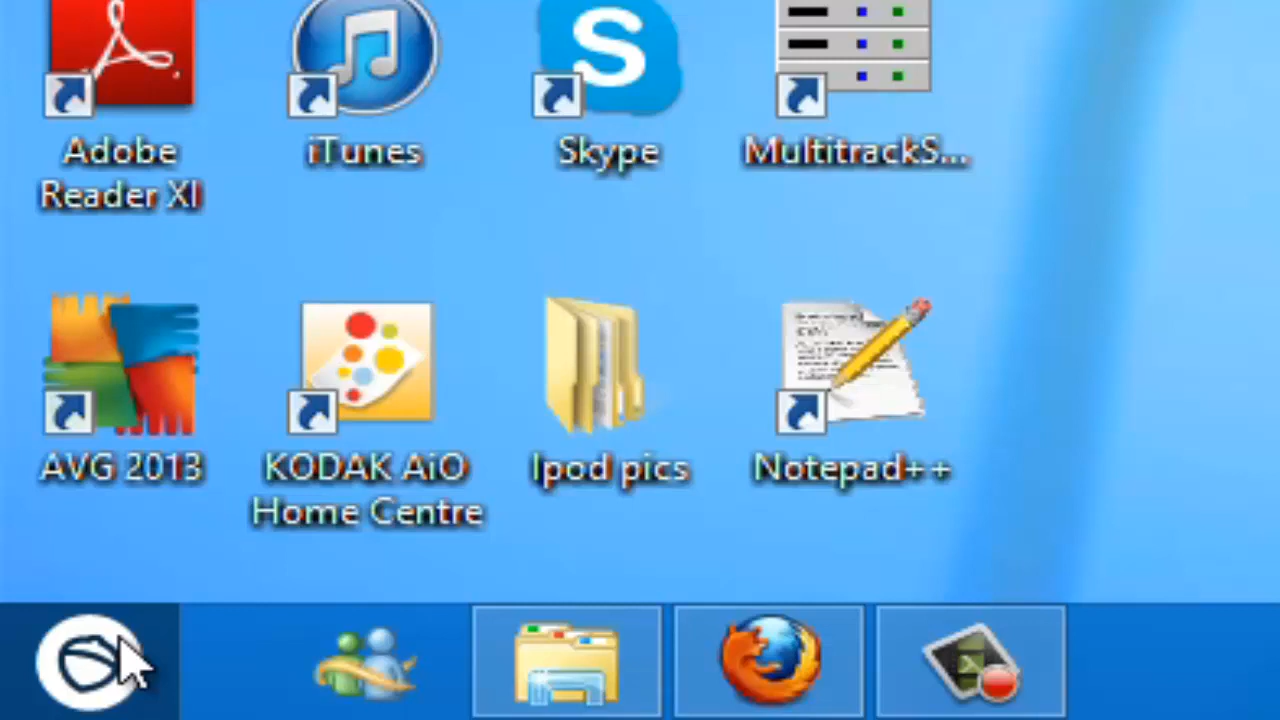 Adobe
Reader XI
iTunes
Skype
MultitrackS...
AVG 2013
KODAK AiO
Home Centre
Ipod pics
Notepad++